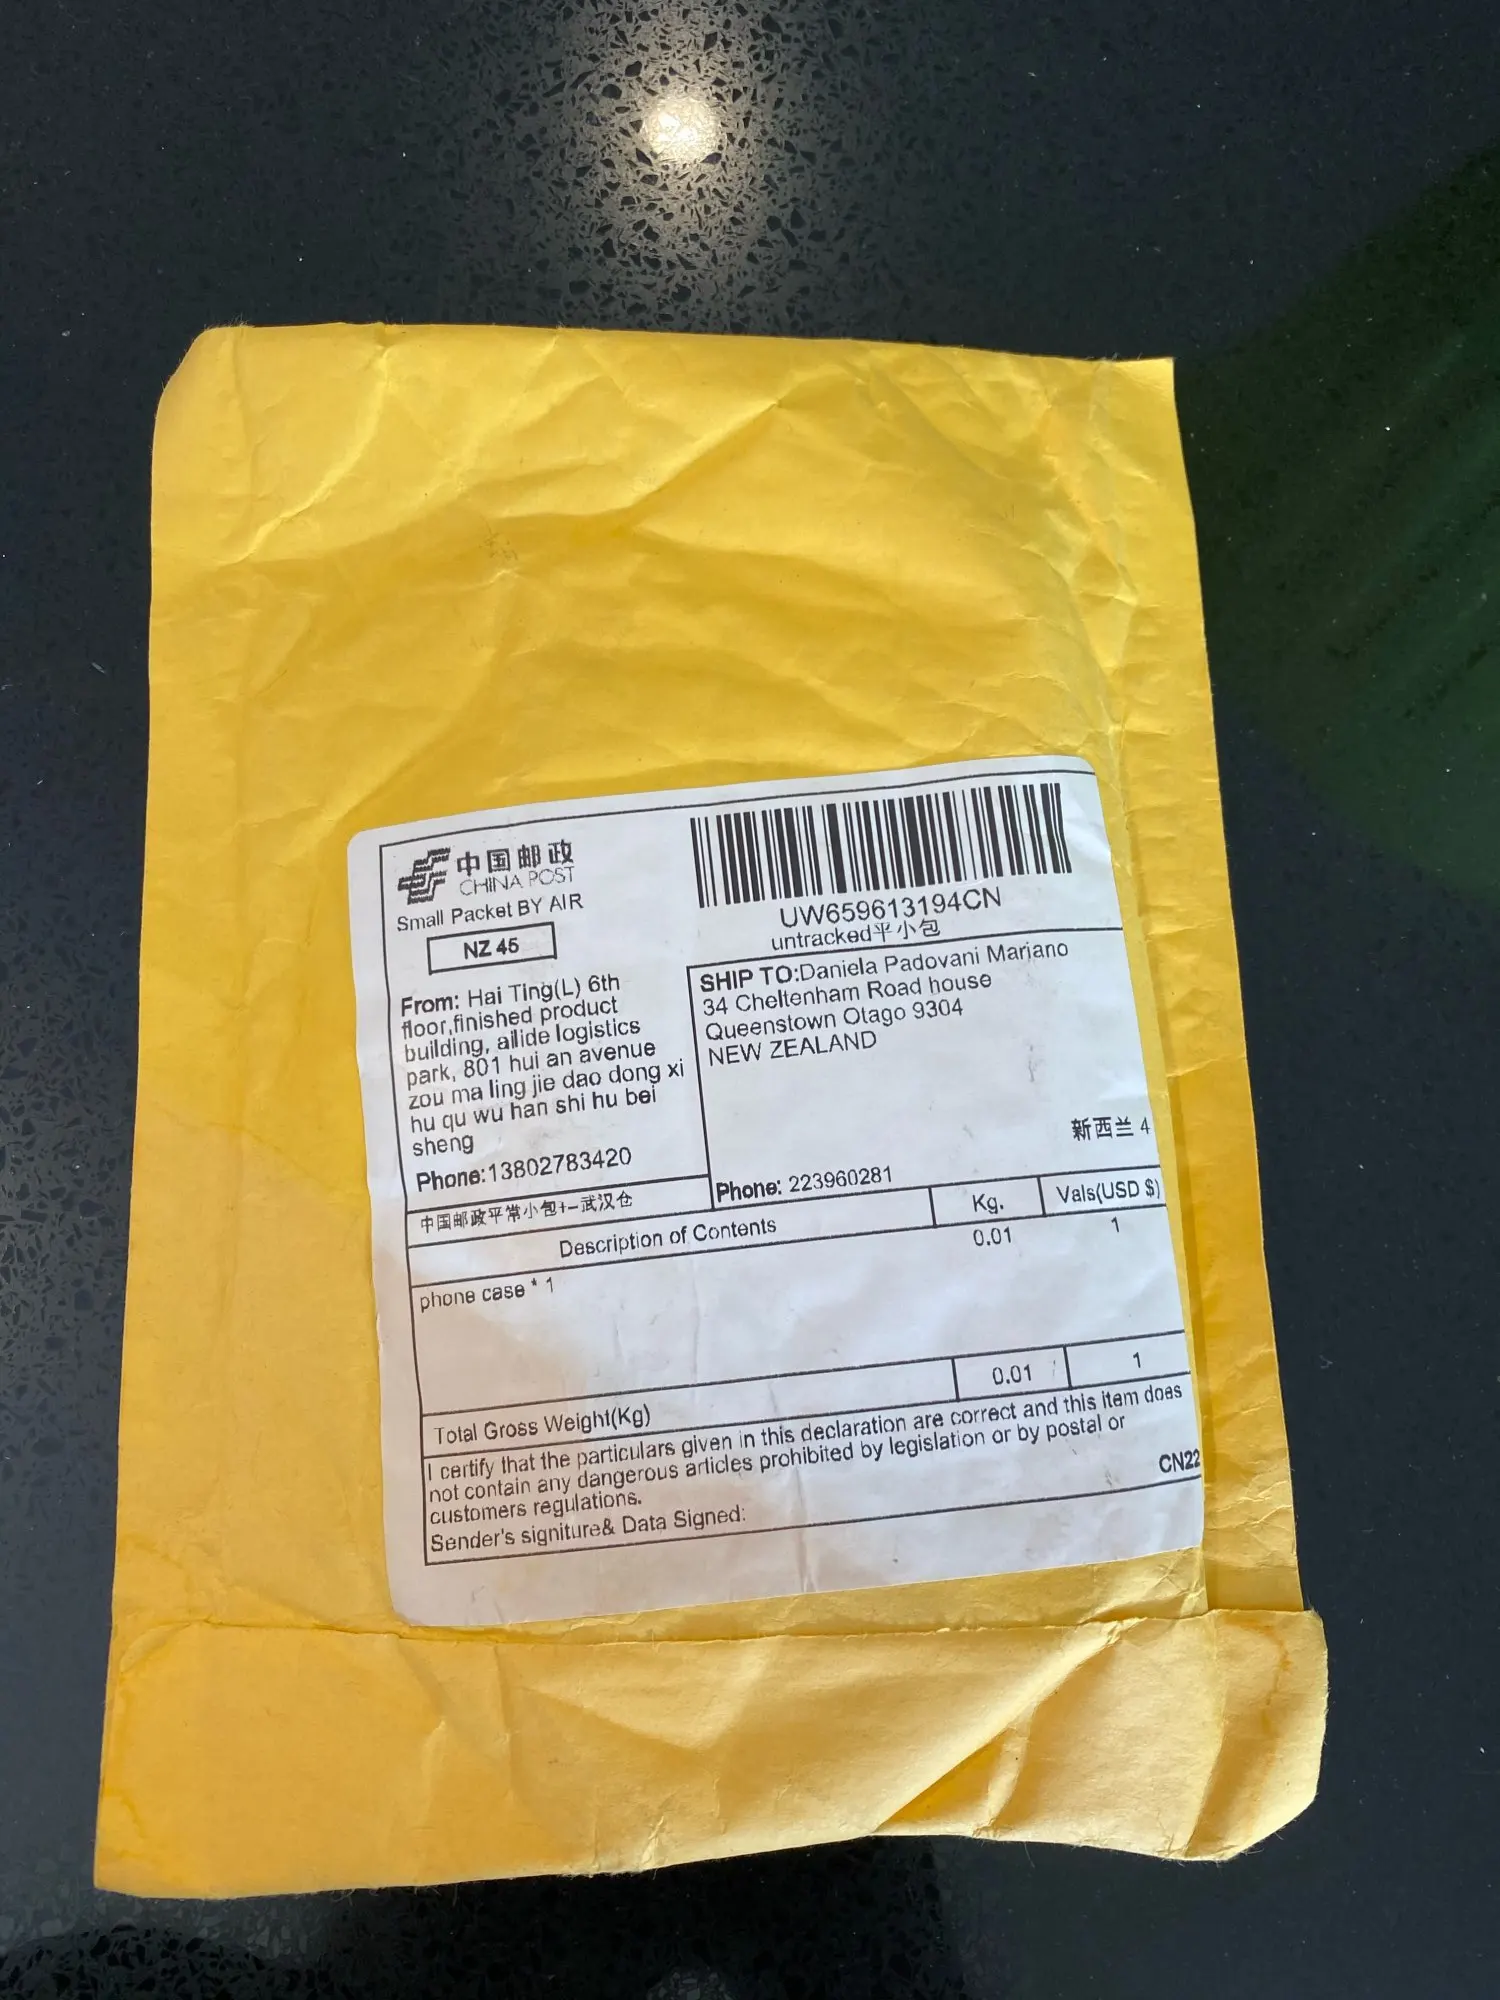 中国邮政
CHINA POST
Small Packet BY AIR
NZ 45
UW659613194CN
untracked平小包
From: Hai Ting(L) 6th
floor,finished product
building, ailide logistics
park, 801 hui an avenue
zou ma ling jie dao dong xi
hu qu wu han shi hu bei
sheng
Phone:13802783420
SHIP TO:Daniela Padovani Mariano
34 Cheltenham Road house
Queenstown Otago 9304
NEW ZEALAND
新西兰 4
Phone: 223960281
中国邮政平常小包+–武汉仓
Description of Contents Kg. Vals(USD $)
phone case * 1 0.01 1
Total Gross Weight(Kg) 0.01 1
I certify that the particulars given in this declaration are correct and this item does
not contain any dangerous articles prohibited by legislation or by postal or
customers regulations.
Sender's signiture& Data Signed:
CN22